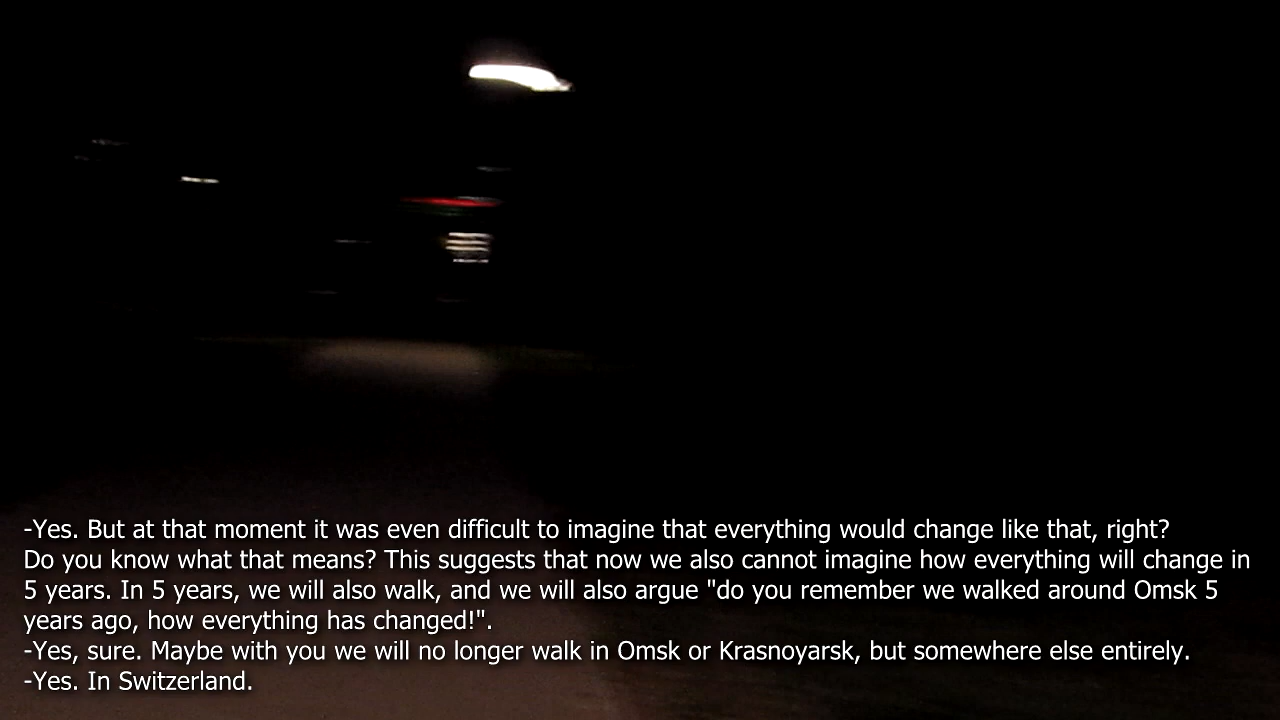 -Yes. But at that moment it was even difficult to imagine that everything would change like that, right?
Do you know what that means? This suggests that now we also cannot imagine how everything will change in
5 years. In 5 years, we will also walk, and we will also argue "do you remember we walked around Omsk 5
years ago, how everything has changed!".
-Yes, sure. Maybe with you we will no longer walk in Omsk or Krasnoyarsk, but somewhere else entirely.
-Yes. In Switzerland.